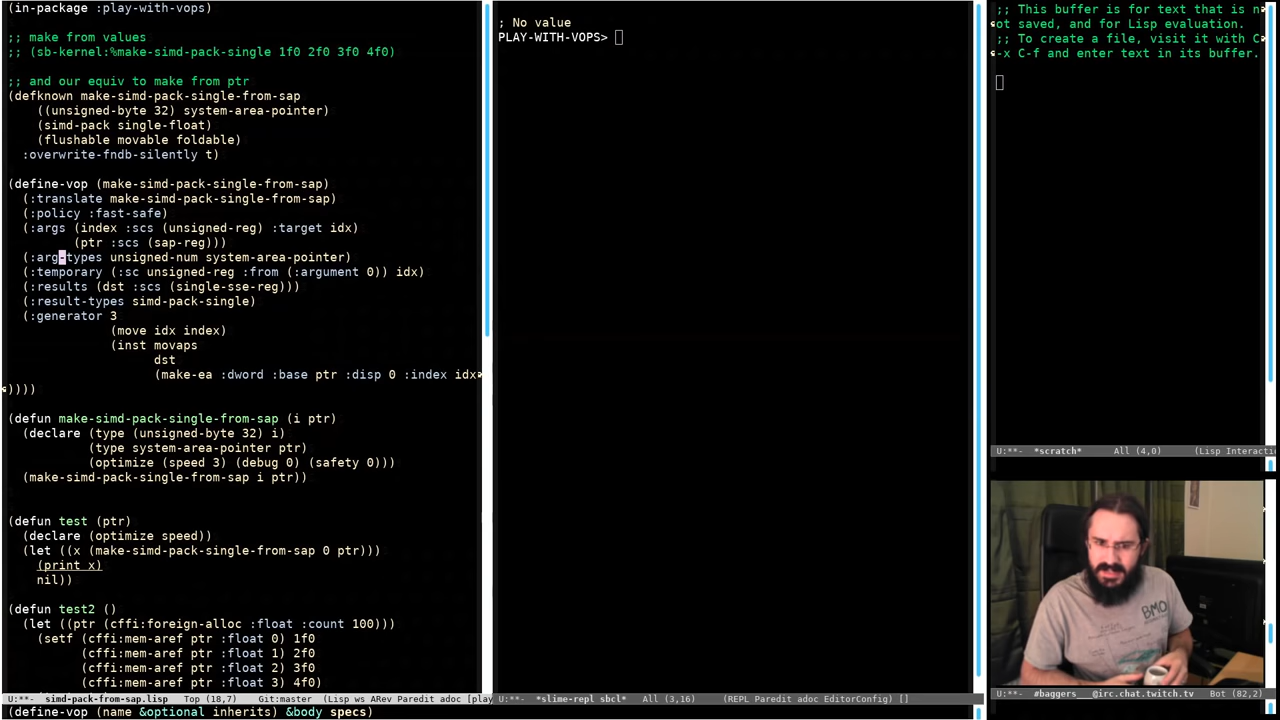 (in-package :play-with-vops)
;; make from values
;; (sb-kernel:%make-simd-pack-single 1f0 2f0 3f0 4f0)
;; and our equiv to make from ptr
(defknown make-simd-pack-single-from-sap
((unsigned-byte 32) system-area-pointer)
(simd-pack single-float)
(flushable movable foldable)
:overwrite-fndb-silently t)
(define-vop (make-simd-pack-single-from-sap)
(:translate make-simd-pack-single-from-sap)
(:policy :fast-safe)
(:args (index :scs (unsigned-reg) :target idx)
(ptr :scs (sap-reg)))
(:arg-types unsigned-num system-area-pointer)
(:temporary (:sc unsigned-reg :from (:argument 0)) idx)
(:results (dst :scs (single-sse-reg)))
(:result-types simd-pack-single)
(:generator 3
(move idx index)
(inst movaps
dst
(make-ea :dword :base ptr :disp 0 :index idx
))))
(defun make-simd-pack-single-from-sap (i ptr)
(declare (type (unsigned-byte 32) i)
(type system-area-pointer ptr)
(optimize (speed 3) (debug 0) (safety 0)))
(make-simd-pack-single-from-sap i ptr))
(defun test (ptr)
(declare (optimize speed))
(let ((x (make-simd-pack-single-from-sap 0 ptr)))
(print x)
nil))
(defun test2 ()
(let ((ptr (cffi:foreign-alloc :float :count 100)))
(setf (cffi:mem-aref ptr :float 0) 1f0
(cffi:mem-aref ptr :float 1) 2f0
(cffi:mem-aref ptr :float 2) 3f0
(cffi:mem-aref ptr :float 3) 4f0)
U:**- simd-pack-from-sap.lisp Top (18,7) Git:master (Lisp ws ARev Paredit adoc [play
(define-vop (name &optional inherits) &body specs)
; No value
PLAY-WITH-VOPS>
U:**- *slime-repl sbcl* All (3,16) (REPL Paredit adoc EditorConfig) []
;; This buffer is for text that is n
ot saved, and for Lisp evaluation.
;; To create a file, visit it with C
-x C-f and enter text in its buffer.
U:**- *scratch* All (4,0) (Lisp Interacti
BMO
U:**- #baggers___@irc.chat.twitch.tv Bot (82,2)